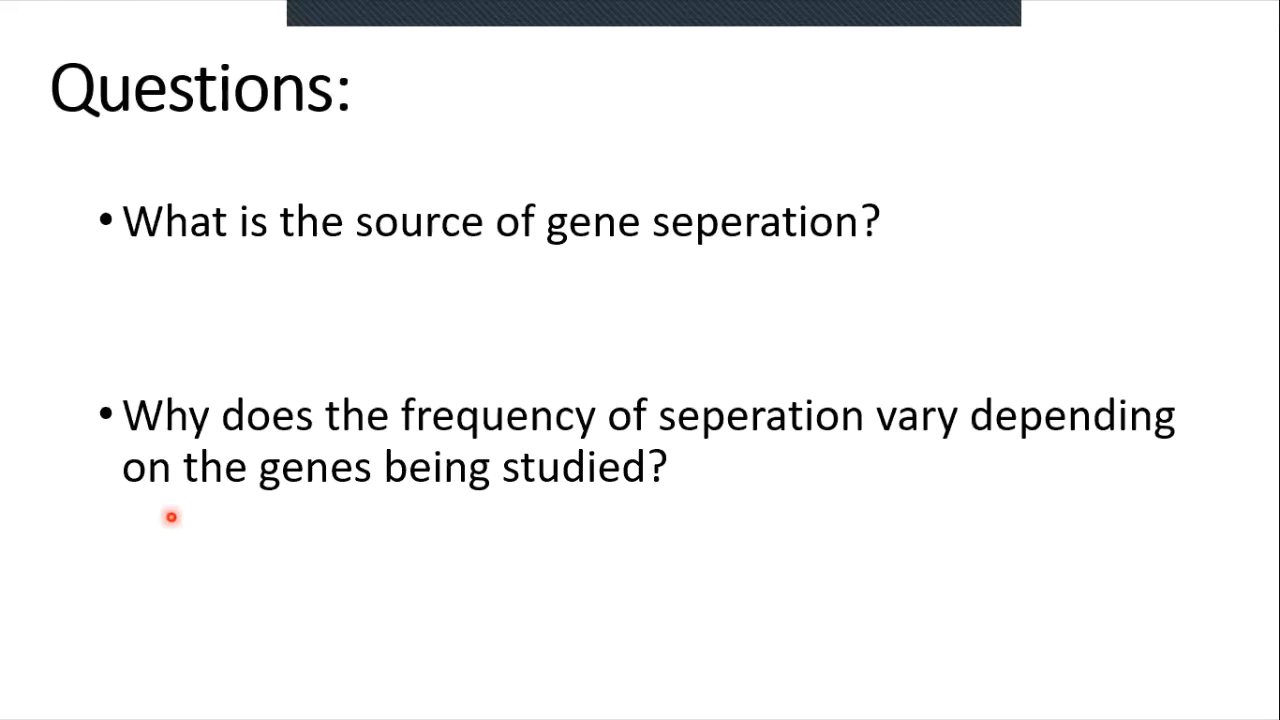 Questions:
• What is the source of gene seperation?
• Why does the frequency of seperation vary depending
on the genes being studied?